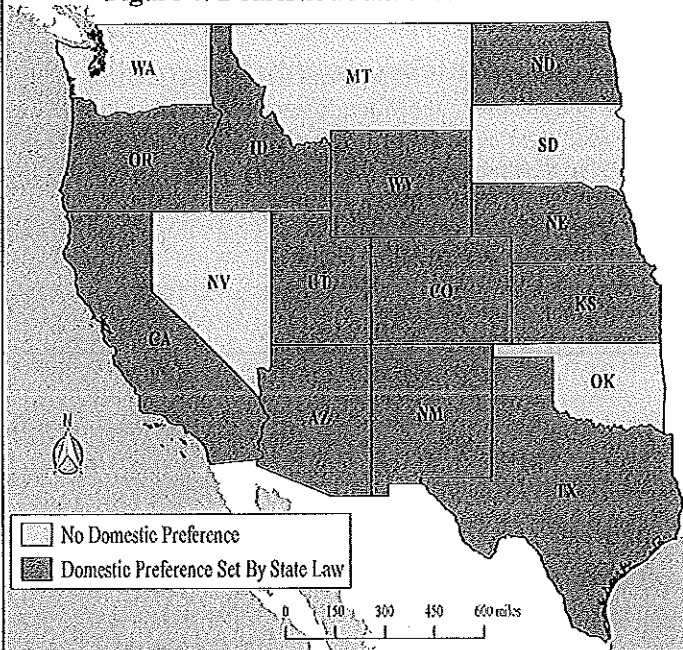 WA
MT
ND
OR
ID
SD
WY
NE
NV
UT
CO
KS
CA
AZ
NM
OK
TX
N
No Domestic Preference
Domestic Preference Set By State Law
0 150 300 450 600 miles